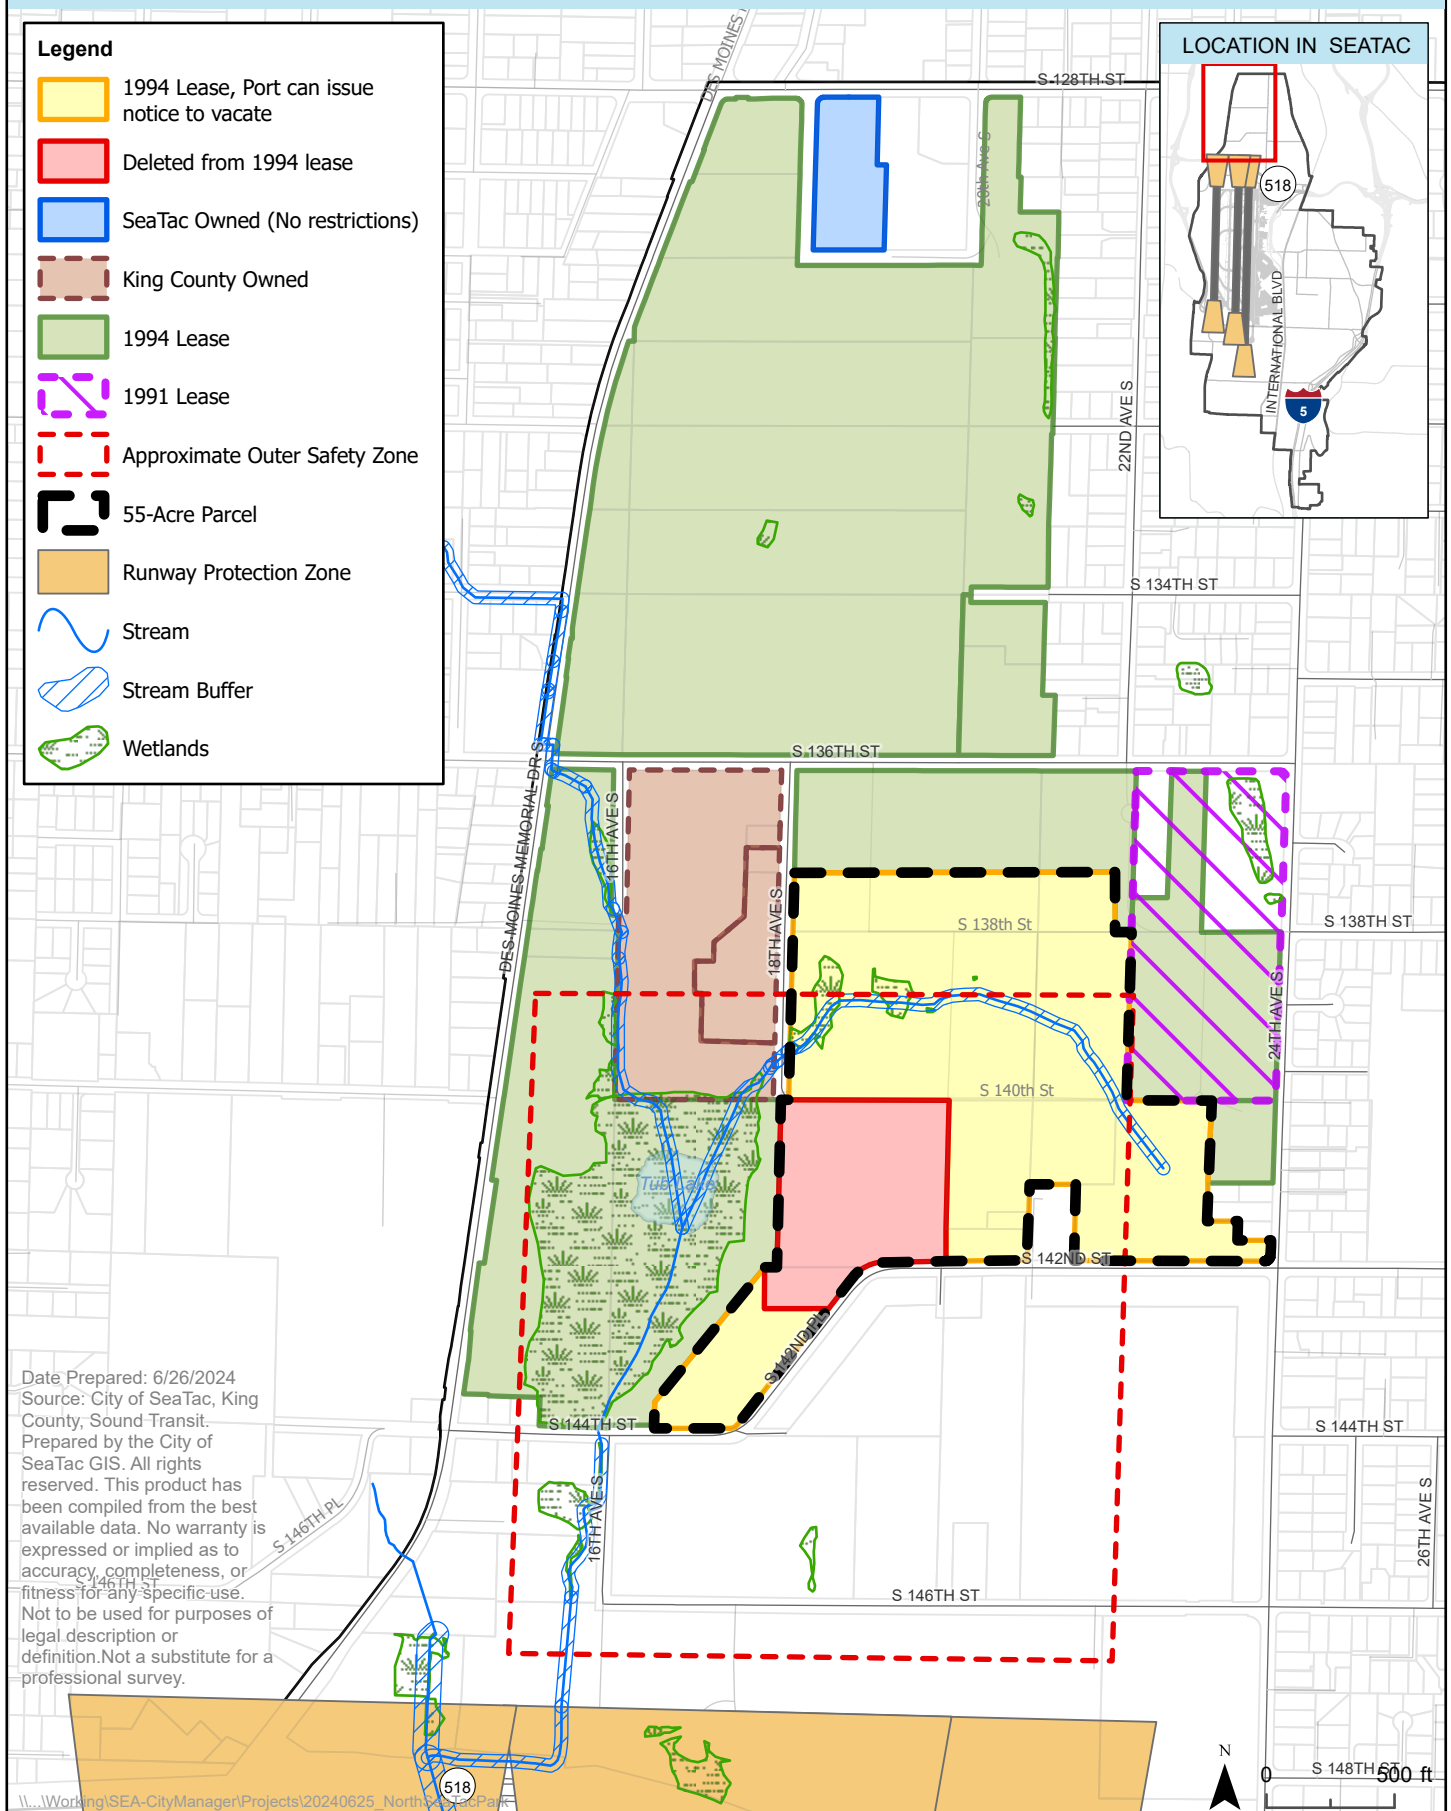 Legend
1994 Lease, Port can issue
notice to vacate
Deleted from 1994 lease
SeaTac Owned (No restrictions)
King County Owned
1994 Lease
1991 Lease
Approximate Outer Safety Zone
55-Acre Parcel
Runway Protection Zone
Stream
Stream Buffer
Wetlands
LOCATION IN SEATAC
518
INTERNATIONAL BLVD
5
DES MOINES
S 128TH ST
20th Ave S
22ND AVE S
S 134TH ST
S 136TH ST
DES MOINES MEMORIAL DR S
16TH AVE S
18TH AVE S
S 138th St
S 138TH ST
24TH AVE S
S 140th St
Tub Lake
S 142ND ST
S 142ND PL
S 144TH ST
S 144TH ST
16TH AVE S
26TH AVE S
S 146TH PL
S 146TH ST
S 146TH ST
Date Prepared: 6/26/2024
Source: City of SeaTac, King
County, Sound Transit.
Prepared by the City of
SeaTac GIS. All rights
reserved. This product has
been compiled from the best
available data. No warranty is
expressed or implied as to
accuracy, completeness, or
fitness for any specific use.
Not to be used for purposes of
legal description or
definition.Not a substitute for a
professional survey.
518
N
S 148TH ST
0 500 ft
\\...\Working\SEA-CityManager\Projects\20240625_NorthSeaTacPark